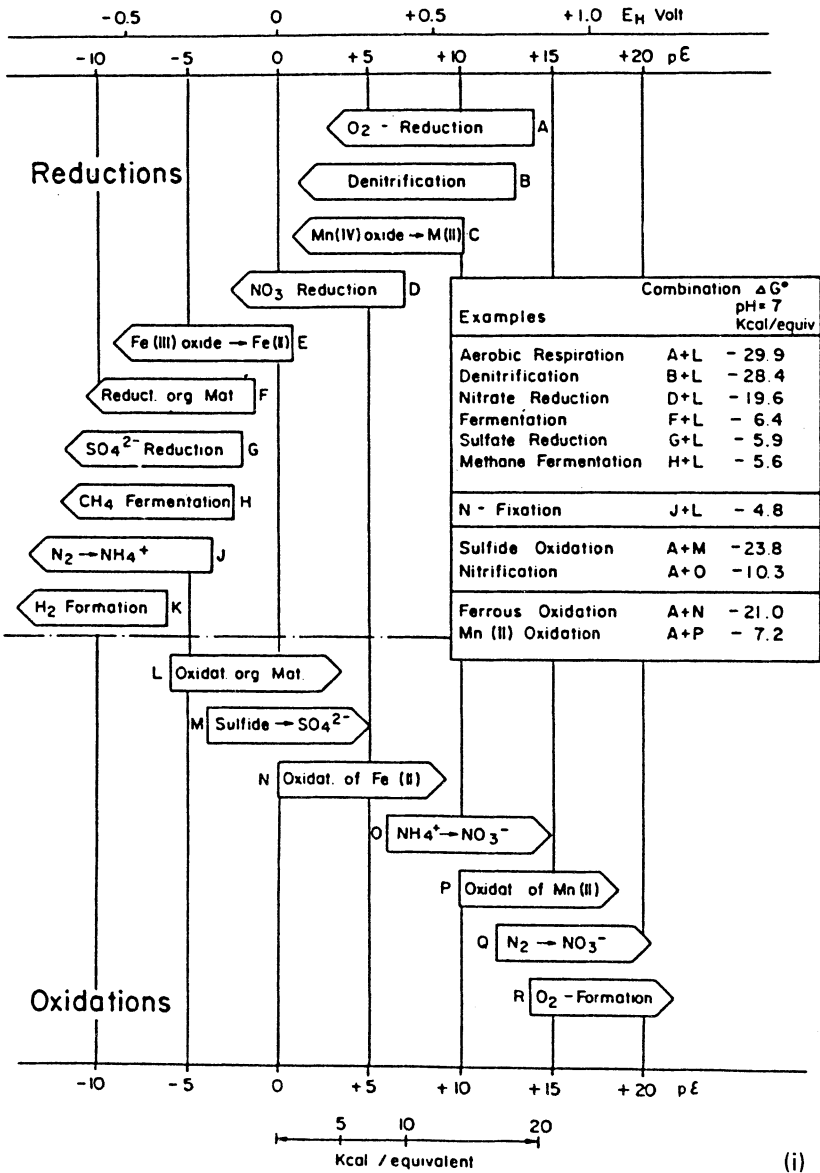 -0.5 0 +0.5 +1.0 EH Volt
-10 -5 0 +5 +10 +15 +20 pε
Reductions
O2 - Reduction A
Denitrification B
Mn(IV) oxide → M(II) C
NO3 Reduction D
Fe(III) oxide → Fe(II) E
Reduct. org Mat F
SO4 2- Reduction G
CH4 Fermentation H
N2 → NH4+ J
H2 Formation K
Combination ΔG°
pH = 7
Examples Kcal/equiv
Aerobic Respiration A+L - 29.9
Denitrification B+L - 28.4
Nitrate Reduction D+L - 19.6
Fermentation F+L - 6.4
Sulfate Reduction G+L - 5.9
Methane Fermentation H+L - 5.6
N - Fixation J+L - 4.8
Sulfide Oxidation A+M -23.8
Nitrification A+O -10.3
Ferrous Oxidation A+N -21.0
Mn (II) Oxidation A+P - 7.2
L Oxidat. org Mat.
M Sulfide → SO4 2-
N Oxidat. of Fe (II)
O NH4+ → NO3-
P Oxidat of Mn(II)
Q N2 → NO3-
R O2 - Formation
Oxidations
-10 -5 0 +5 +10 +15 +20 pε
5 10 20
Kcal / equivalent
(i)